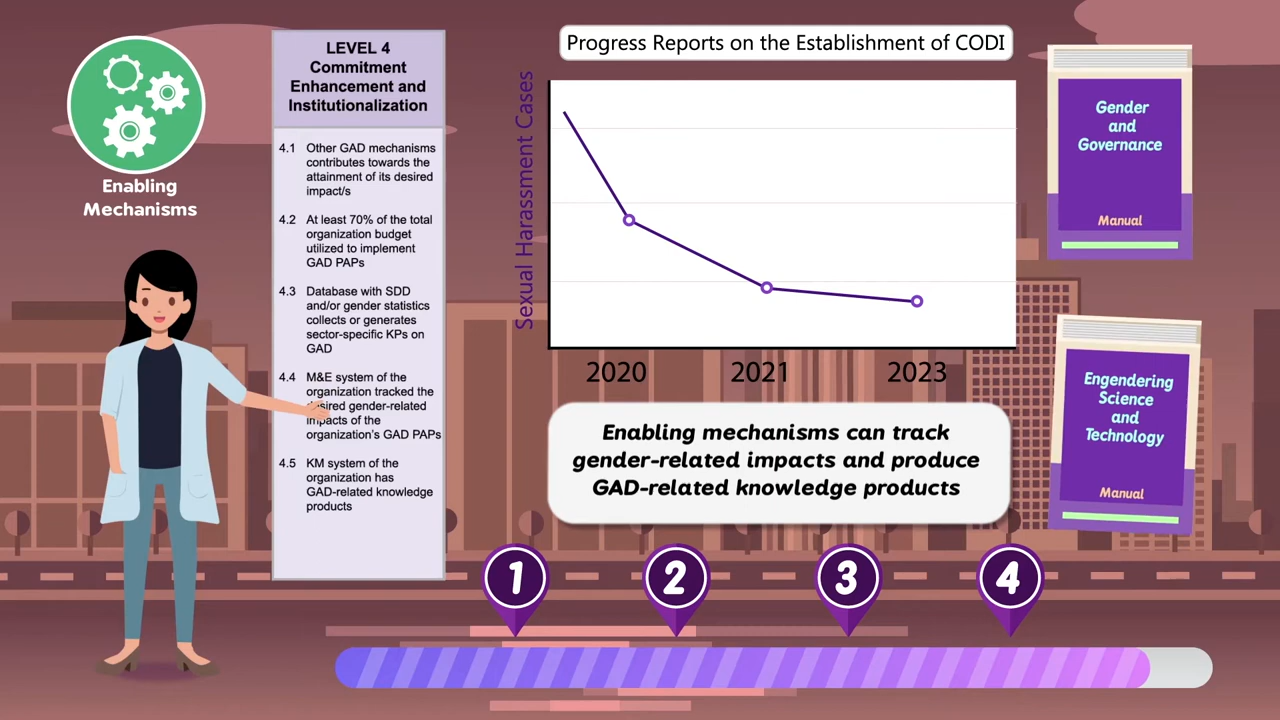 Enabling
Mechanisms
LEVEL 4
Commitment
Enhancement and
Institutionalization
4.1 Other GAD mechanisms
contributes towards the
attainment of its desired
impact/s
4.2 At least 70% of the total
organization budget
utilized to implement
GAD PAPs
4.3 Database with SDD
and/or gender statistics
collects or generates
sector-specific KPs on
GAD
4.4 M&E system of the
organization tracked the
desired gender-related
impacts of the
organization's GAD PAPs
4.5 KM system of the
organization has
GAD-related knowledge
products
Progress Reports on the Establishment of CODI
Sexual Harassment Cases
2020 2021 2023
Enabling mechanisms can track
gender-related impacts and produce
GAD-related knowledge products
Gender
and
Governance
Manual
Engendering
Science
and
Technology
Manual
1 2 3 4